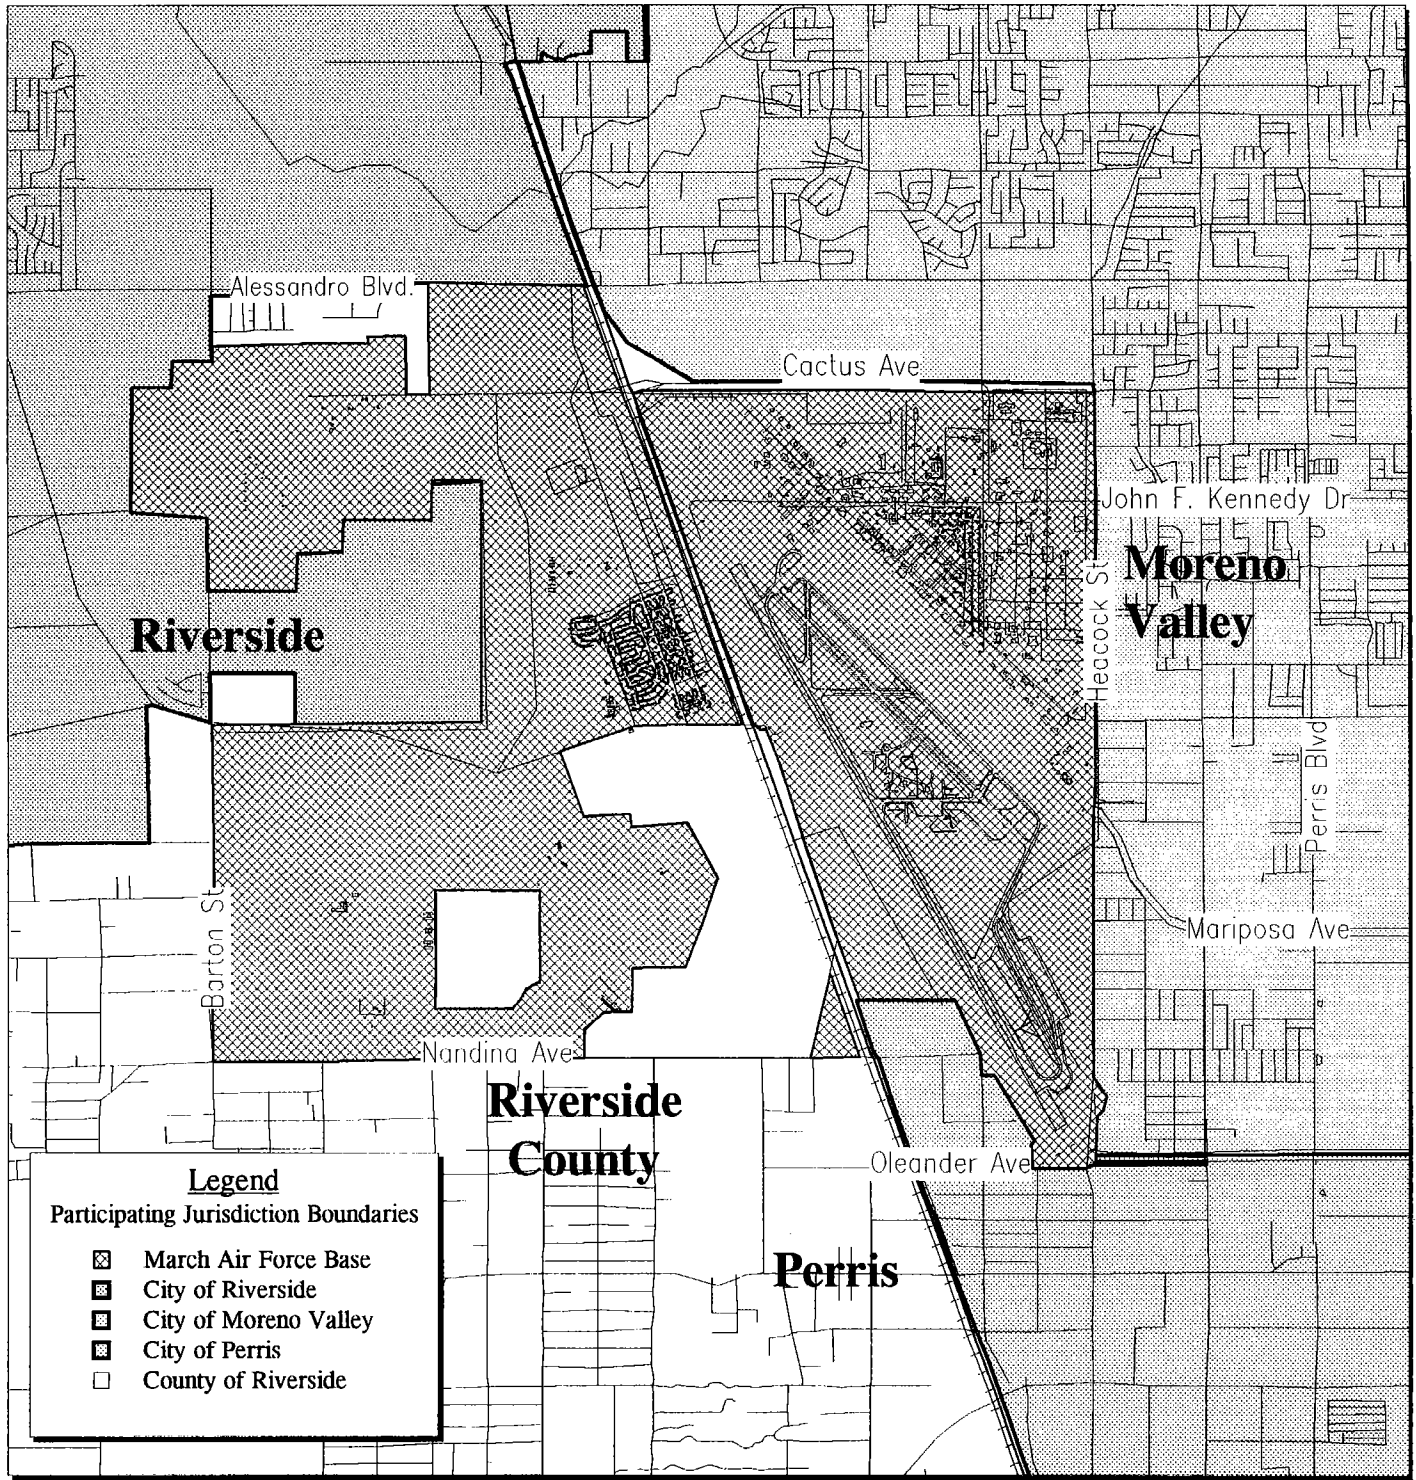 Alessandro Blvd.
Cactus Ave
John F. Kennedy Dr
Moreno
Valley
Heacock St
Riverside
Perris Blvd
Barton St
Mariposa Ave
Nandina Ave
Riverside
County
Oleander Ave
Perris
Legend
Participating Jurisdiction Boundaries
March Air Force Base
City of Riverside
City of Moreno Valley
City of Perris
County of Riverside